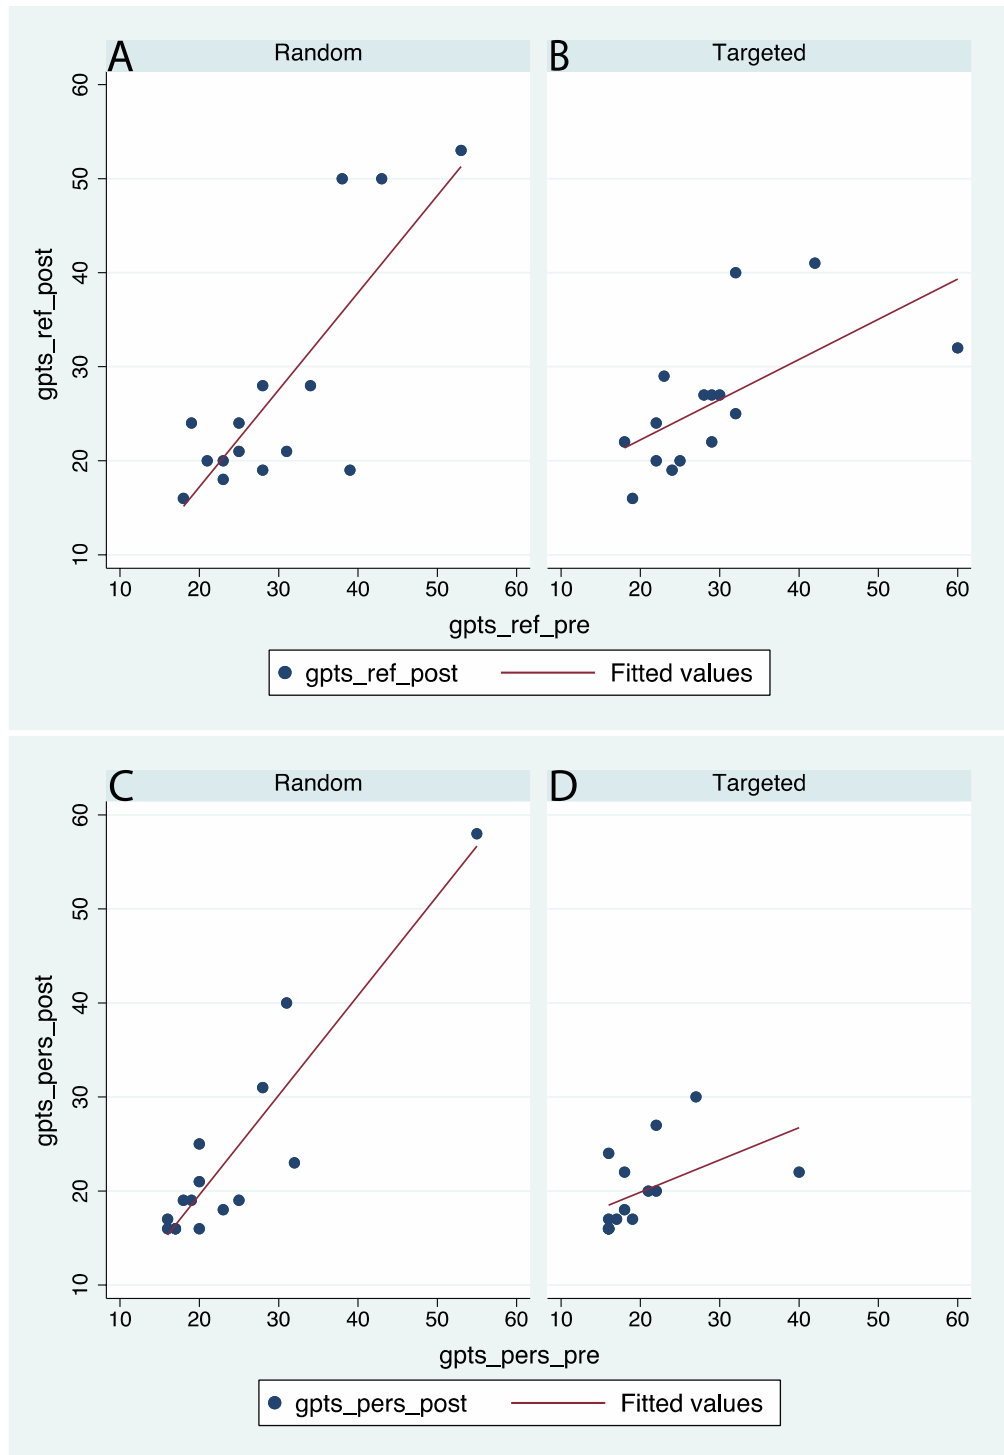 A Random B Targeted
60
50
40
30
20
10
gpts_ref_post
10 20 30 40 50 60 10 20 30 40 50 60
gpts_ref_pre
gpts_ref_post Fitted values
C Random D Targeted
60
50
40
30
20
10
gpts_pers_post
10 20 30 40 50 60 10 20 30 40 50 60
gpts_pers_pre
gpts_pers_post Fitted values